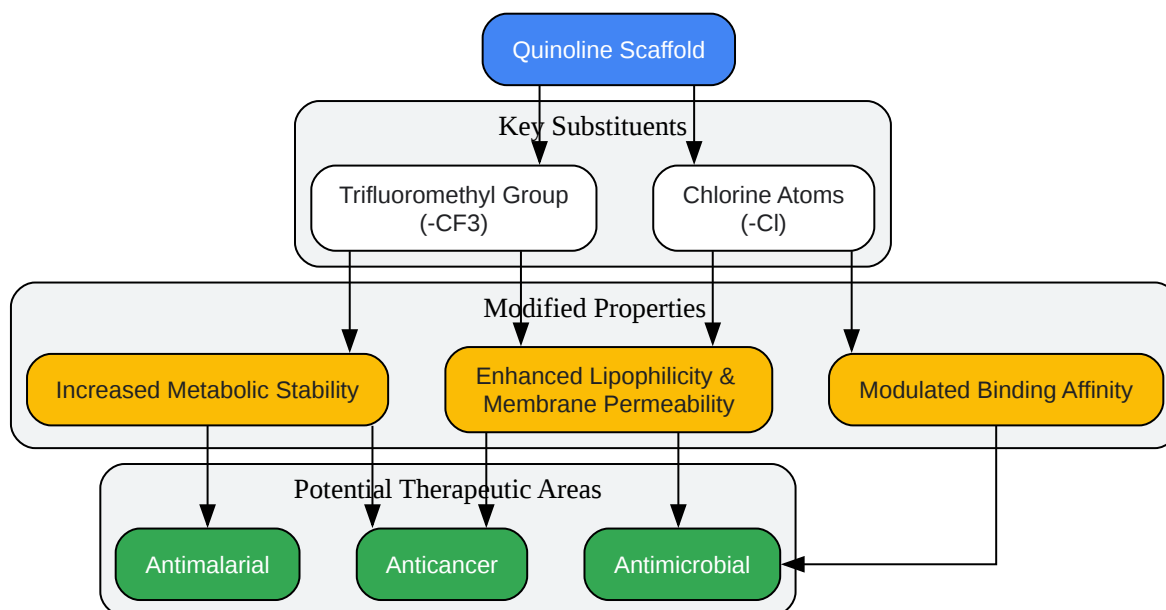 Quinoline Scaffold
Key Substituents
Trifluoromethyl Group
(-CF3)
Chlorine Atoms
(-Cl)
Modified Properties
Increased Metabolic Stability
Enhanced Lipophilicity &
Membrane Permeability
Modulated Binding Affinity
Potential Therapeutic Areas
Antimalarial
Anticancer
Antimicrobial